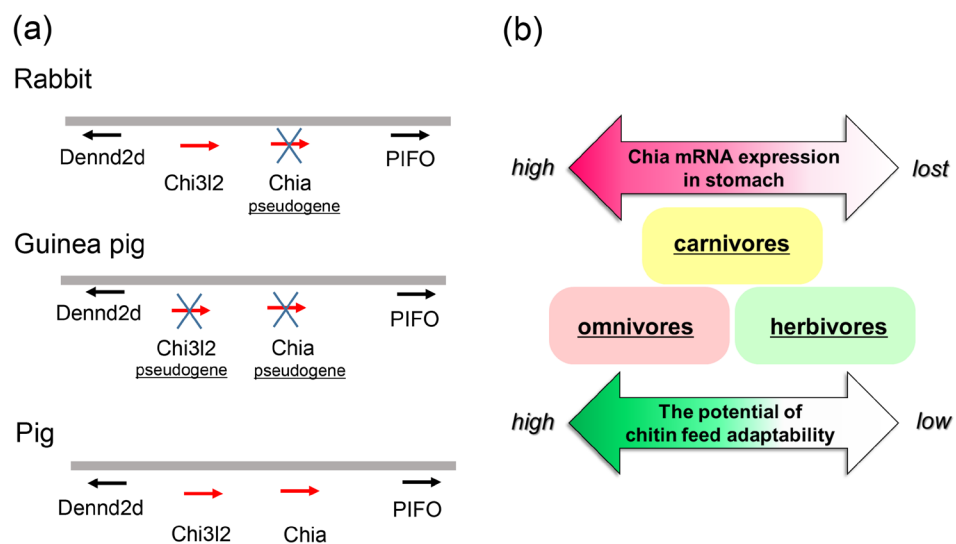 (a)
Rabbit
Dennd2d
Chi3l2
Chia
pseudogene
PIFO
Guinea pig
Dennd2d
Chi3l2
pseudogene
Chia
pseudogene
PIFO
Pig
Dennd2d
Chi3l2
Chia
PIFO
(b)
high
Chia mRNA expression
in stomach
lost
carnivores
omnivores
herbivores
high
The potential of
chitin feed adaptability
low